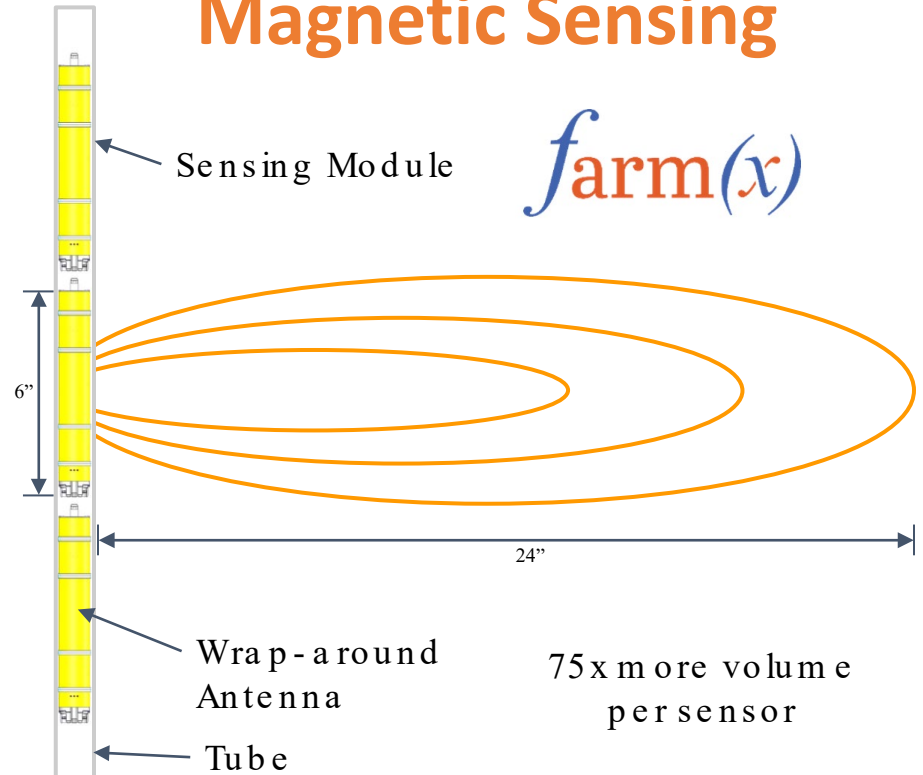 Magnetic Sensing
farm(x)
Sensing Module
6”
24”
Wrap-around
Antenna
75x more volume
per sensor
Tube